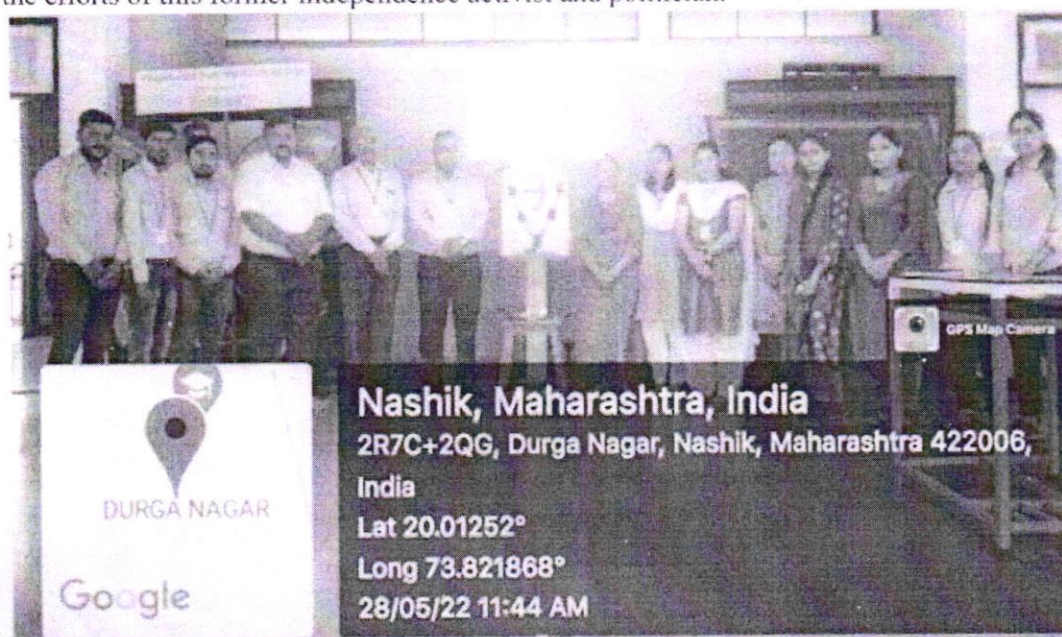 the efforts of this former independence activist and politician.
GPS Map Camera
DURGA NAGAR
Google
Nashik, Maharashtra, India
2R7C+2QG, Durga Nagar, Nashik, Maharashtra 422006,
India
Lat 20.01252°
Long 73.821868°
28/05/22 11:44 AM